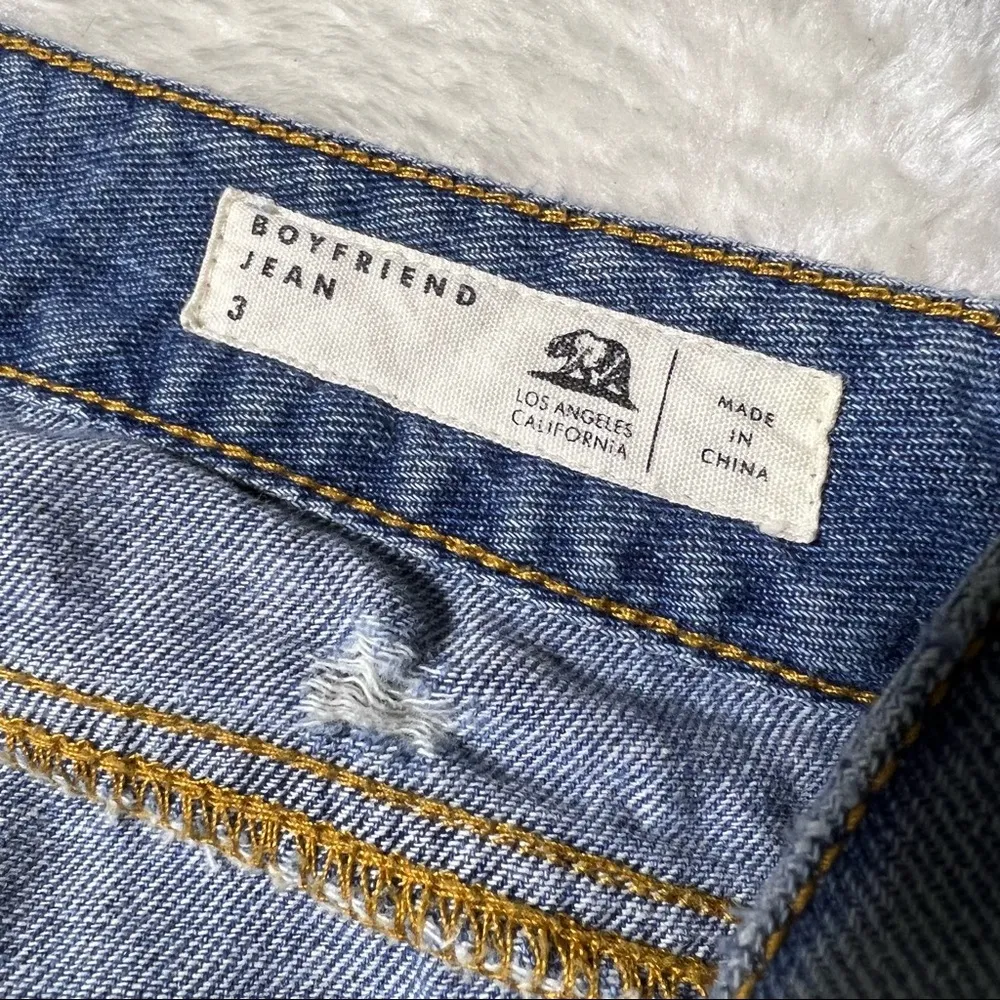 BOYFRIEND
JEAN
3
LOS ANGELES
CALIFORNIA
MADE
IN
CHINA